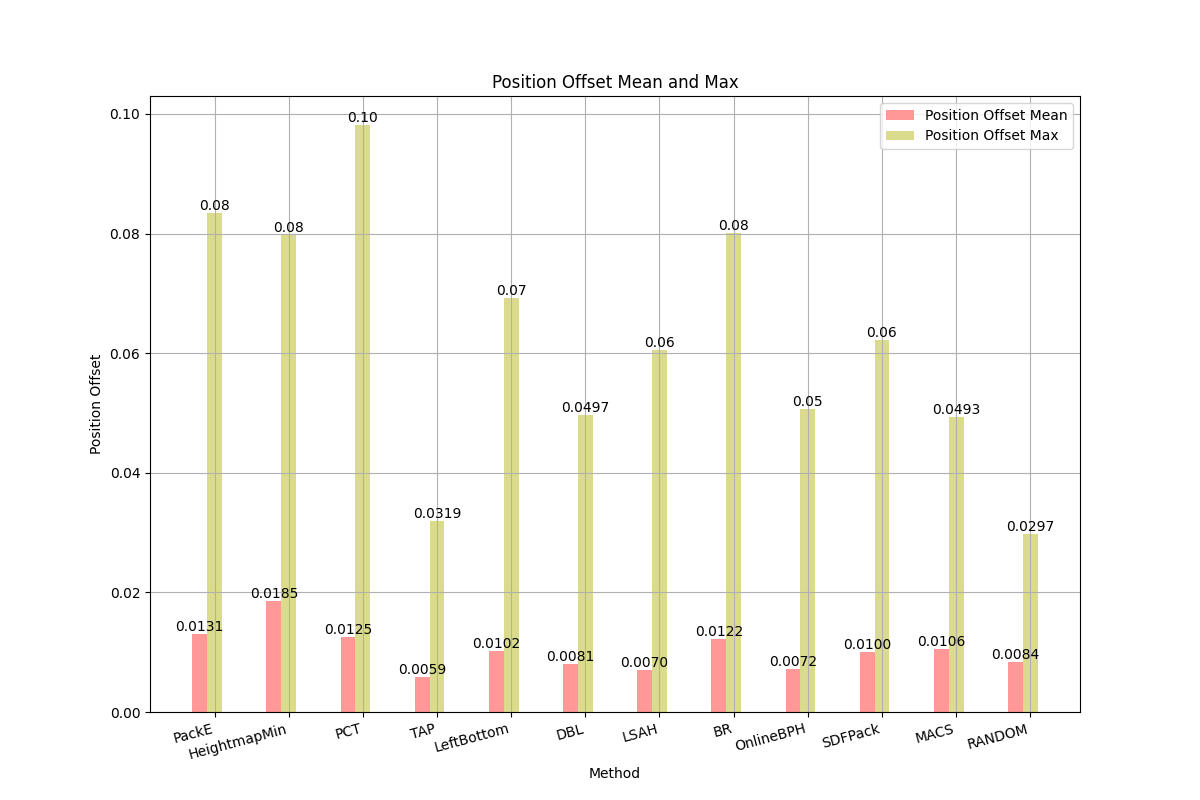 Position Offset Mean and Max
Position Offset Mean
Position Offset Max
Position Offset
0.10
0.08
0.06
0.04
0.02
0.00
0.0131
0.08
0.0185
0.08
0.0125
0.10
0.0059
0.0319
0.0102
0.07
0.0081
0.0497
0.0070
0.06
0.0122
0.08
0.0072
0.05
0.0100
0.06
0.0106
0.0493
0.0084
0.0297
PackE
HeightmapMin
PCT
TAP
LeftBottom
DBL
LSAH
BR
OnlineBPH
SDFPack
MACS
RANDOM
Method